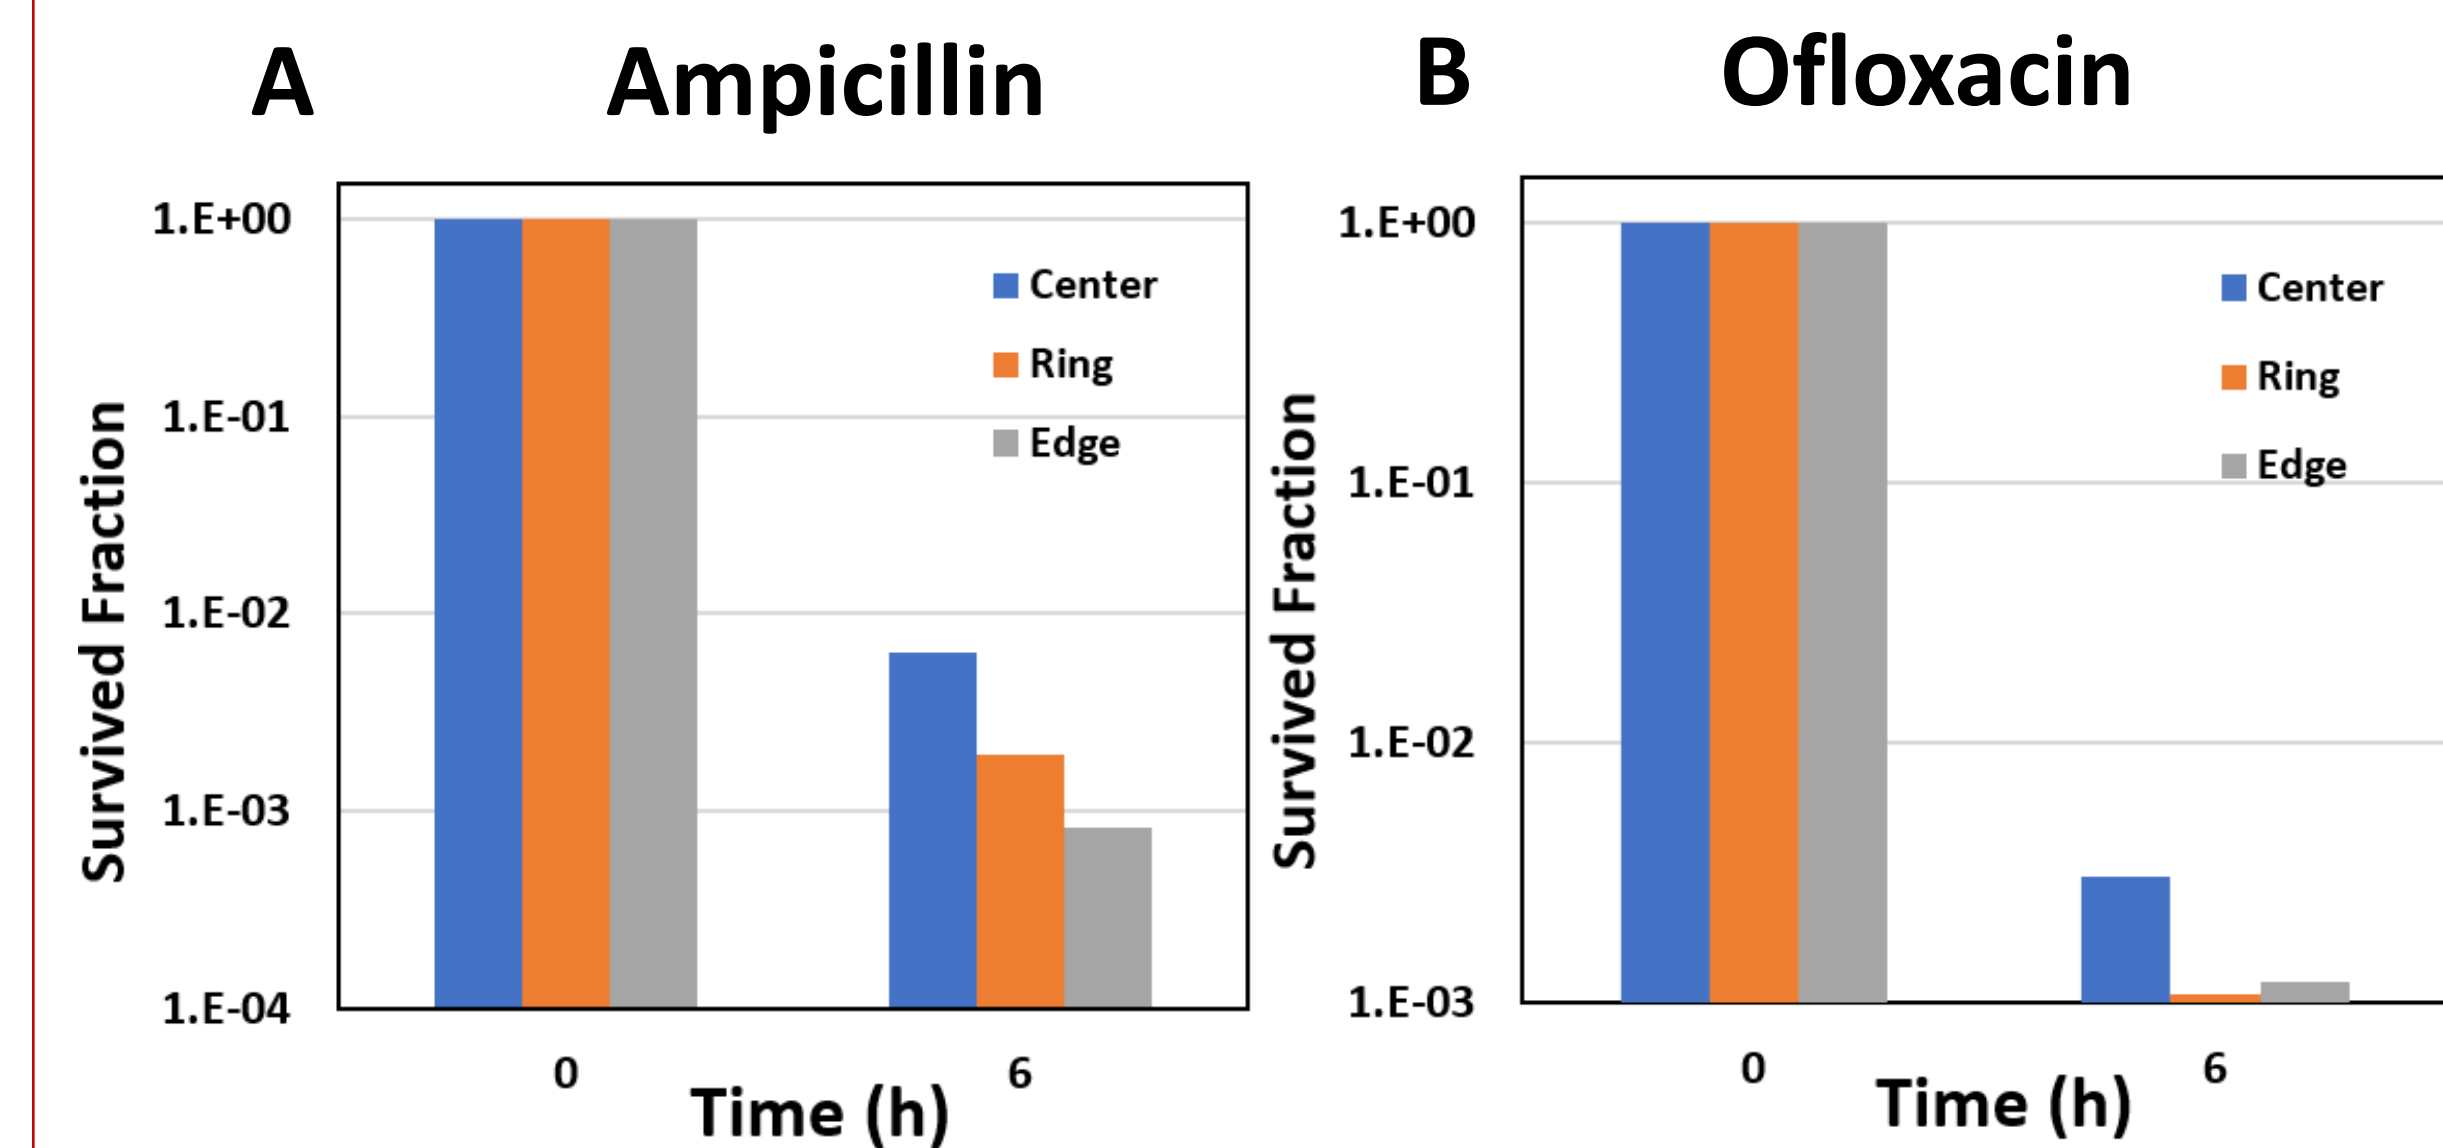 A Ampicillin
1.E+00
1.E-01
1.E-02
1.E-03
1.E-04
Survived Fraction
Center
Ring
Edge
0 6
Time (h)
B Ofloxacin
1.E+00
1.E-01
1.E-02
1.E-03
Survived Fraction
Center
Ring
Edge
0 6
Time (h)